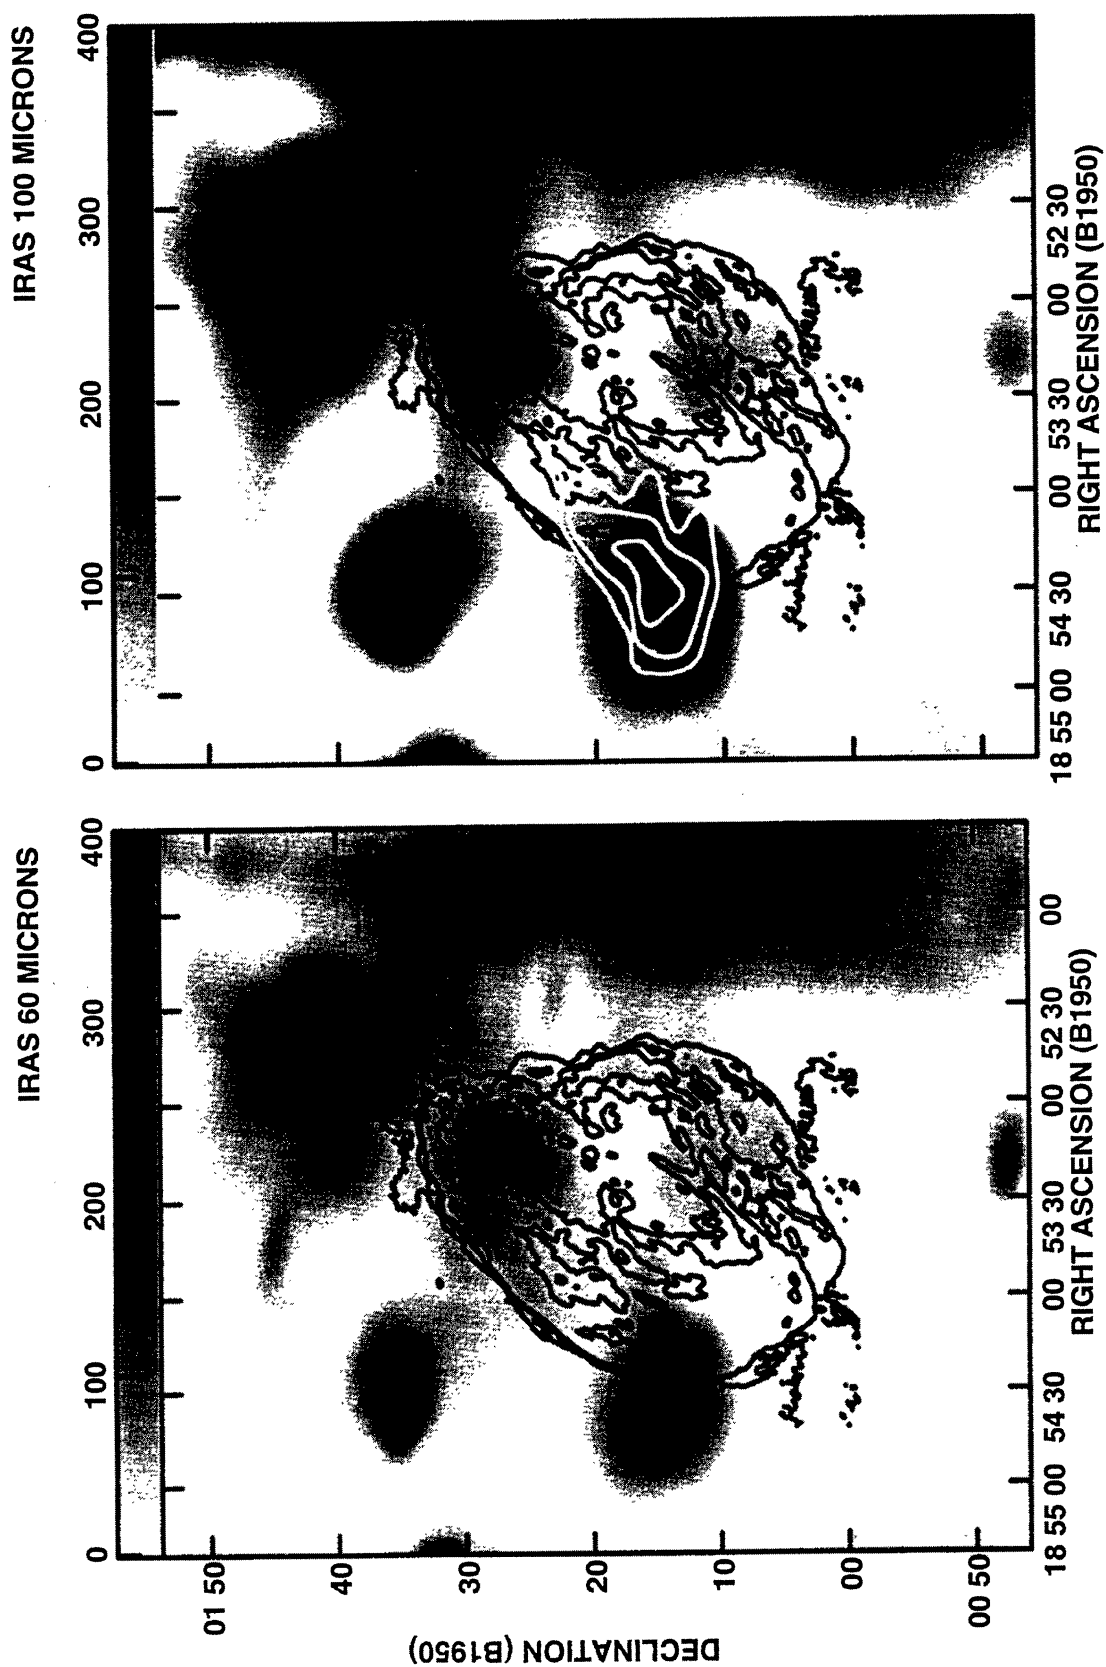 IRAS 60 MICRONS
IRAS 100 MICRONS
0 100 200 300 400
0 100 200 300 400
DECLINATION (B1950)
01 50
40
30
20
10
00
00 50
18 55 00 54 30 00 53 30 00 52 30 00
RIGHT ASCENSION (B1950)
18 55 00 54 30 00 53 30 00 52 30
RIGHT ASCENSION (B1950)